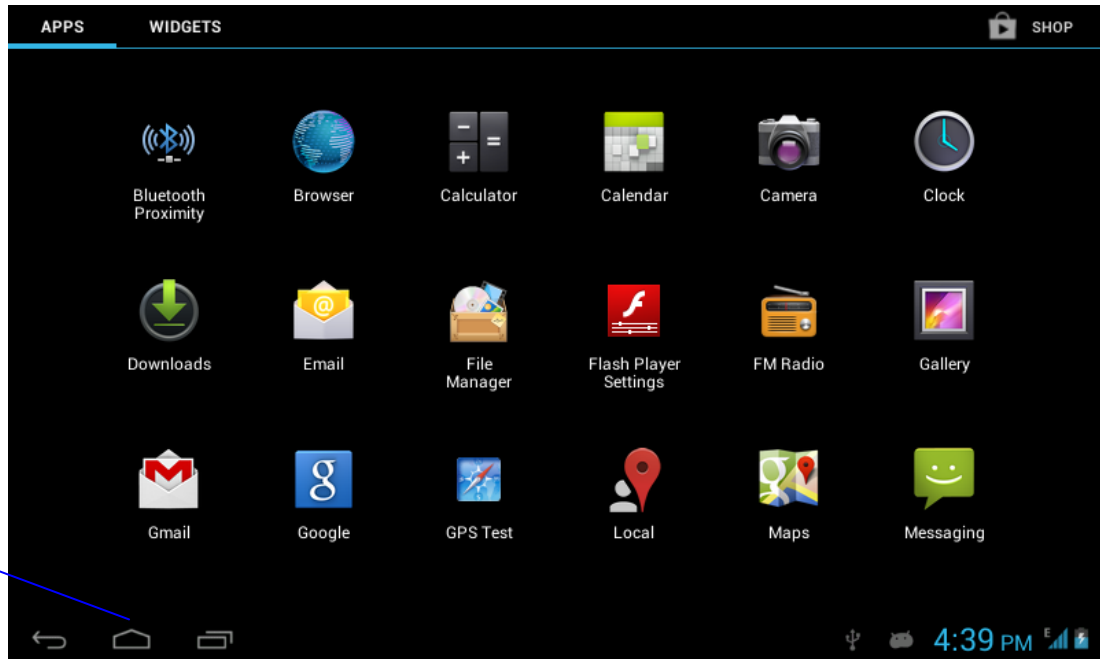 APPS WIDGETS SHOP
Bluetooth Proximity
Browser
Calculator
Calendar
Camera
Clock
Downloads
Email
File Manager
Flash Player Settings
FM Radio
Gallery
Gmail
Google
GPS Test
Local
Maps
Messaging
4:39 PM E